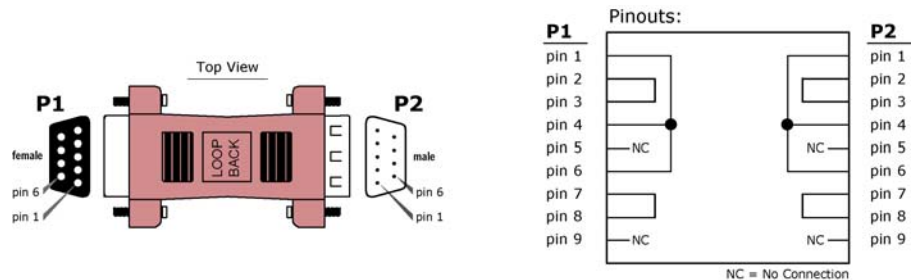 Top View
P1
P2
female
male
pin 6
pin 1
LOOP
BACK
pin 6
pin 1
Pinouts:
P1
P2
pin 1
pin 1
pin 2
pin 2
pin 3
pin 3
pin 4
pin 4
pin 5
NC
NC
pin 5
pin 6
pin 6
pin 7
pin 7
pin 8
pin 8
pin 9
NC
NC
pin 9
NC = No Connection